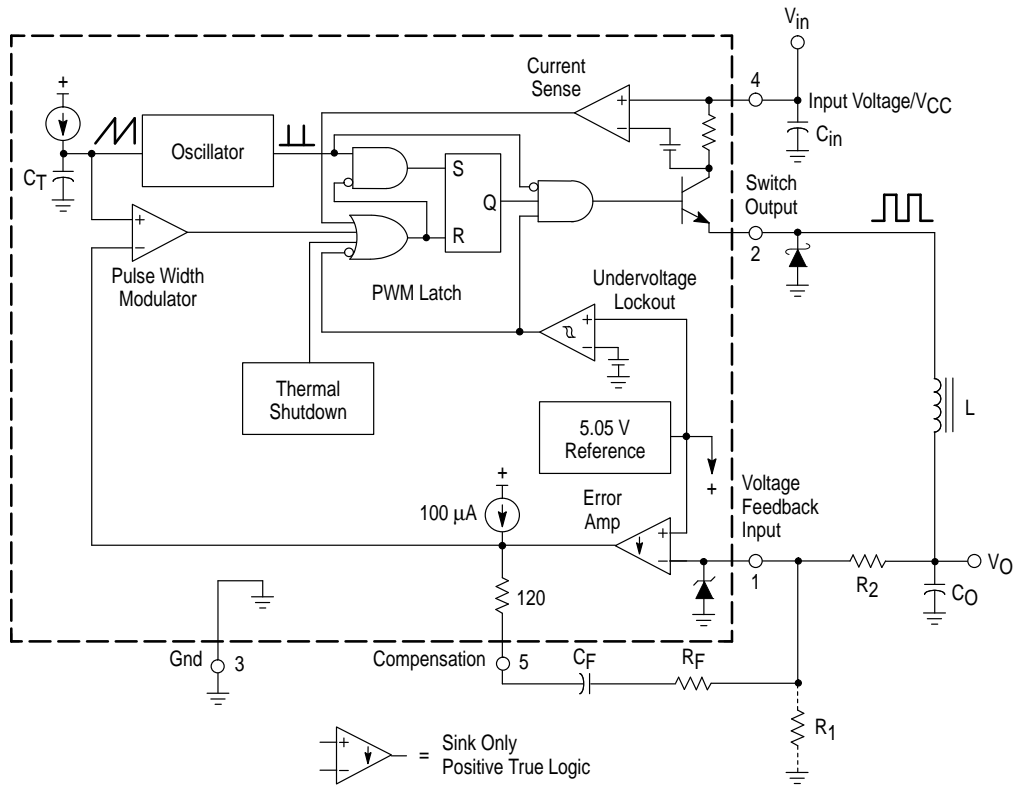 Vin
Current
Sense
4
Input Voltage/VCC
+
+
−
Cin
Oscillator
CT
S
Q
R
Switch
Output
2
+
−
Pulse Width
Modulator
PWM Latch
Undervoltage
Lockout
+
−
Thermal
Shutdown
L
5.05 V
Reference
+
+
100 μA
Error
Amp
Voltage
Feedback
Input
+
−
1
R2
VO
CO
120
Gnd
3
Compensation
5
CF
RF
R1
+
−
=
Sink Only
Positive True Logic